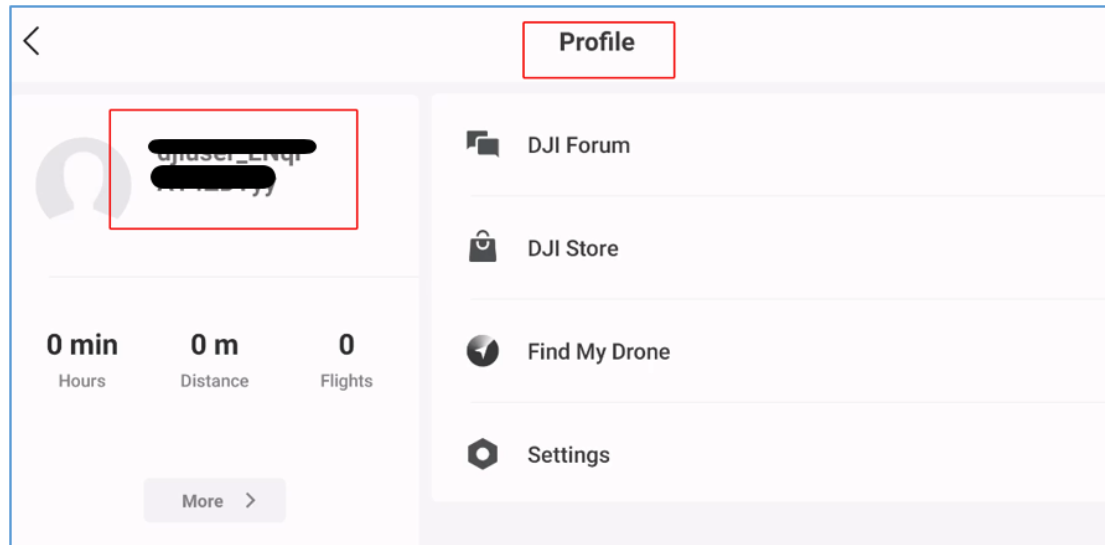 Profile
DJI Forum
DJI Store
Find My Drone
Settings
0 min
0 m
0
Hours
Distance
Flights
More